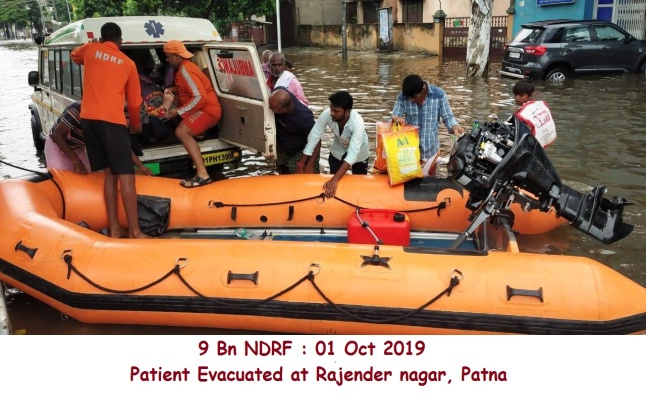 NDRF
AMBULANCE
9 Bn NDRF : 01 Oct 2019
Patient Evacuated at Rajender nagar, Patna